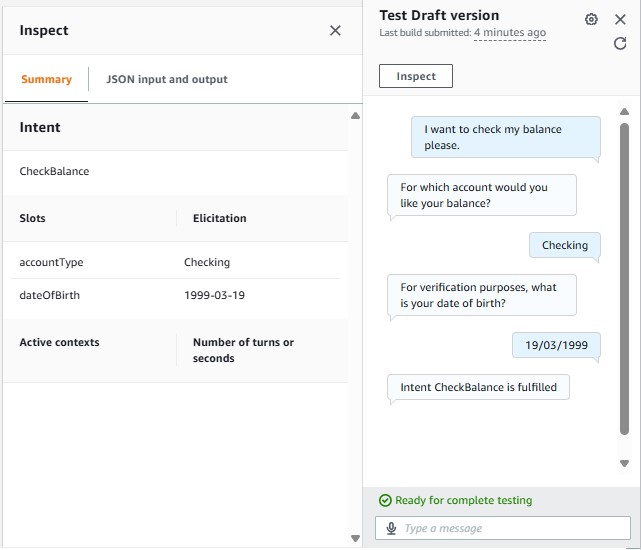 Inspect
Summary
JSON input and output
Intent
CheckBalance
Slots
Elicitation
accountType
Checking
dateOfBirth
1999-03-19
Active contexts
Number of turns or
seconds
Test Draft version
Last build submitted: 4 minutes ago
Inspect
I want to check my balance
please.
For which account would you
like your balance?
Checking
For verification purposes, what
is your date of birth?
19/03/1999
Intent CheckBalance is fulfilled
Ready for complete testing
Type a message